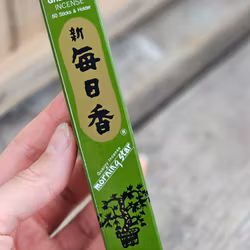 INCENSE
50 Sticks & Holder
新
毎日香
morning star